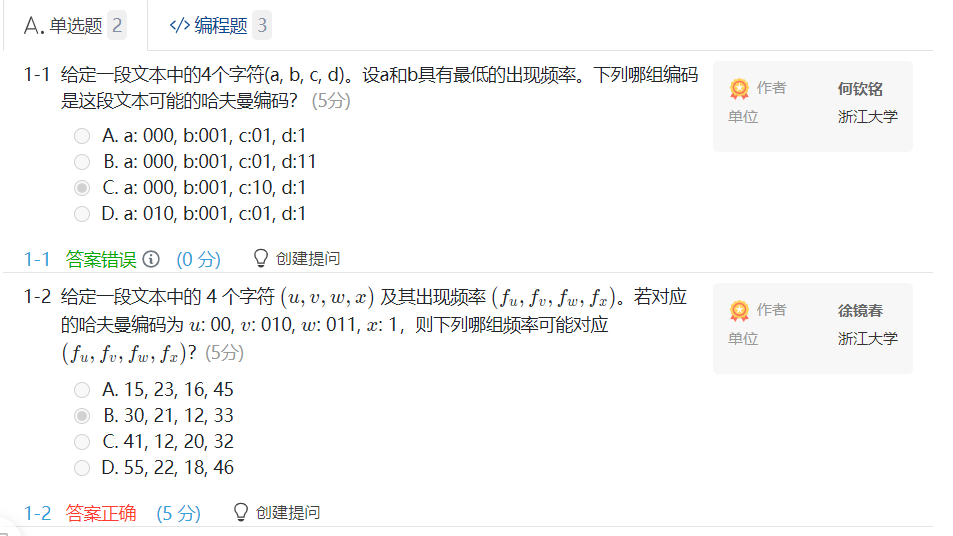 A. 单选题 2 </> 编程题 3
1-1 给定一段文本中的4个字符(a, b, c, d)。设a和b具有最低的出现频率。下列哪组编码
是这段文本可能的哈夫曼编码? (5分)
作者 何钦铭
单位 浙江大学
A. a: 000, b:001, c:01, d:1
B. a: 000, b:001, c:01, d:11
C. a: 000, b:001, c:10, d:1
D. a: 010, b:001, c:01, d:1
1-1 答案错误 (0 分) 创建提问
1-2 给定一段文本中的 4 个字符 (u, v, w, x) 及其出现频率 (f_u, f_v, f_w, f_x)。若对应
的哈夫曼编码为 u: 00, v: 010, w: 011, x: 1，则下列哪组频率可能对应
(f_u, f_v, f_w, f_x)? (5分)
作者 徐镜春
单位 浙江大学
A. 15, 23, 16, 45
B. 30, 21, 12, 33
C. 41, 12, 20, 32
D. 55, 22, 18, 46
1-2 答案正确 (5 分) 创建提问